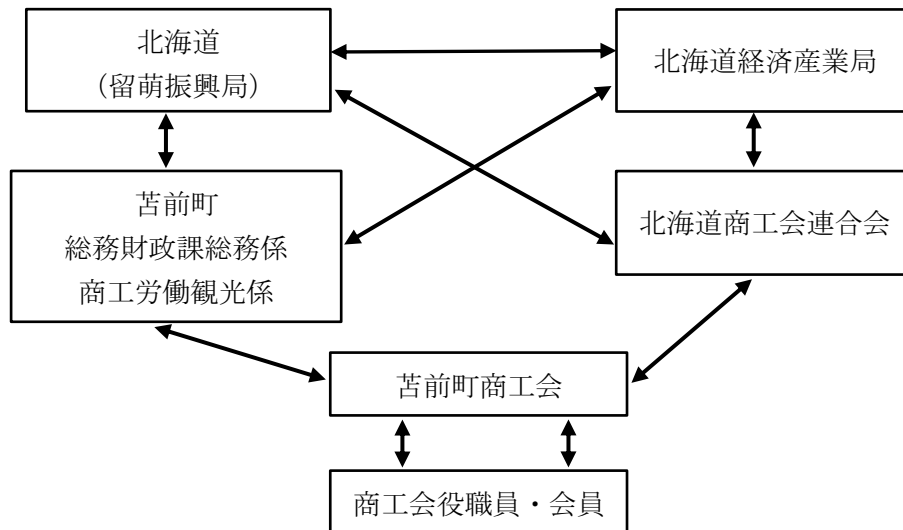 北海道
（留萌振興局）
北海道経済産業局
苫前町
総務財政課総務係
商工労働観光係
北海道商工会連合会
苫前町商工会
商工会役職員・会員